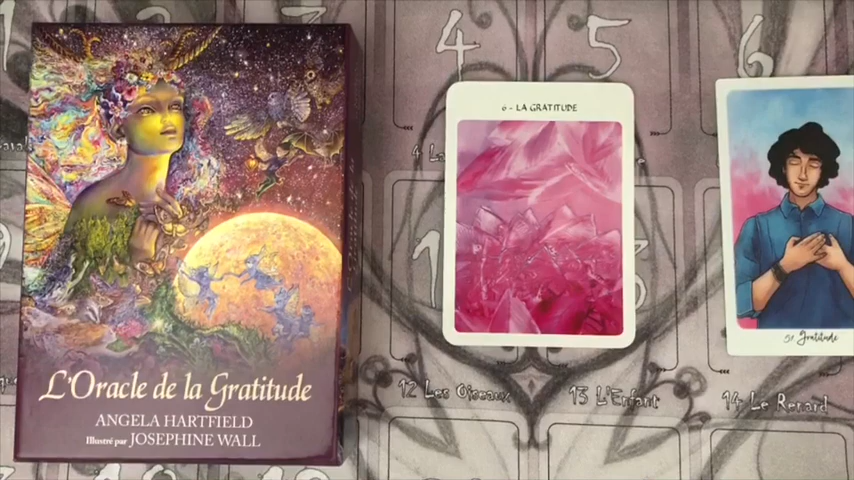 4
5
6
6 - LA GRATITUDE
51 Gratitude
L'Oracle de la Gratitude
ANGELA HARTFIELD
Illustré par JOSEPHINE WALL
12 Les Oiseaux
13 L'Enfant
14 Le Renard